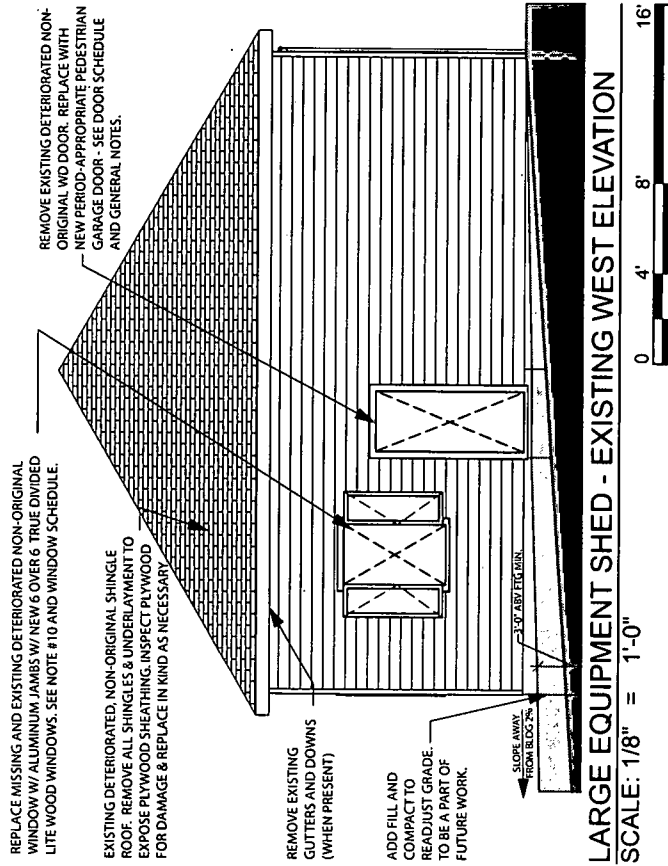 REPLACE MISSING AND EXISTING DETERIORATED NON-ORIGINAL
WINDOW W/ ALUMINUM JAMBS W/ NEW 6 OVER 6 TRUE DIVIDED
LITE WOOD WINDOWS. SEE NOTE #10 AND WINDOW SCHEDULE.
EXISTING DETERIORATED, NON-ORIGINAL SHINGLE
ROOF. REMOVE ALL SHINGLES & UNDERLAYMENT TO
EXPOSE PLYWOOD SHEATHING. INSPECT PLYWOOD
FOR DAMAGE & REPLACE IN KIND AS NECESSARY
REMOVE EXISTING
GUTTERS AND DOWNS
(WHEN PRESENT)
ADD FILL AND
COMPACT TO
READJUST GRADE.
TO BE A PART OF
FUTURE WORK.
REMOVE EXISTING DETERIORATED NON-
ORIGINAL WD DOOR. REPLACE WITH
NEW PERIOD-APPROPRIATE PEDESTRIAN
GARAGE DOOR - SEE DOOR SCHEDULE
AND GENERAL NOTES.
SLOPE AWAY
FROM BLDG 2%
3'-0" ABV FTG MIN.
LARGE EQUIPMENT SHED - EXISTING WEST ELEVATION
SCALE: 1/8" = 1'-0"
0 4' 8' 16'